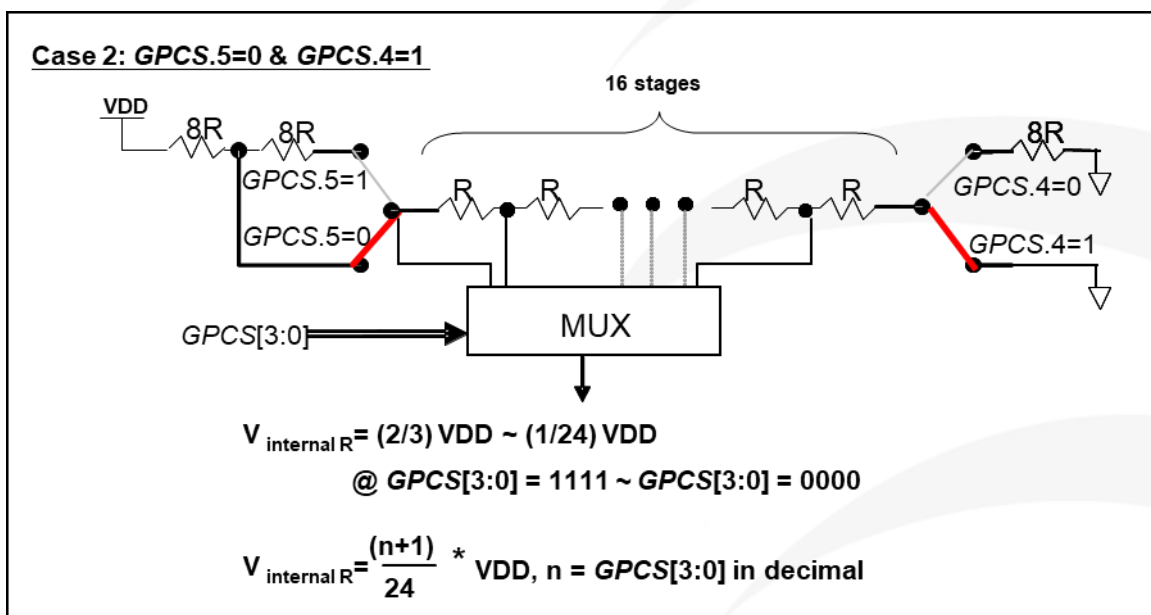 Case 2: GPCS.5=0 & GPCS.4=1
16 stages
VDD
8R
8R
8R
GPCS.5=1
R
R
R
R
GPCS.4=0
GPCS.5=0
GPCS.4=1
MUX
GPCS[3:0]
V internal R = (2/3) VDD ~ (1/24) VDD
@ GPCS[3:0] = 1111 ~ GPCS[3:0] = 0000
V internal R = (n+1)/24 * VDD, n = GPCS[3:0] in decimal